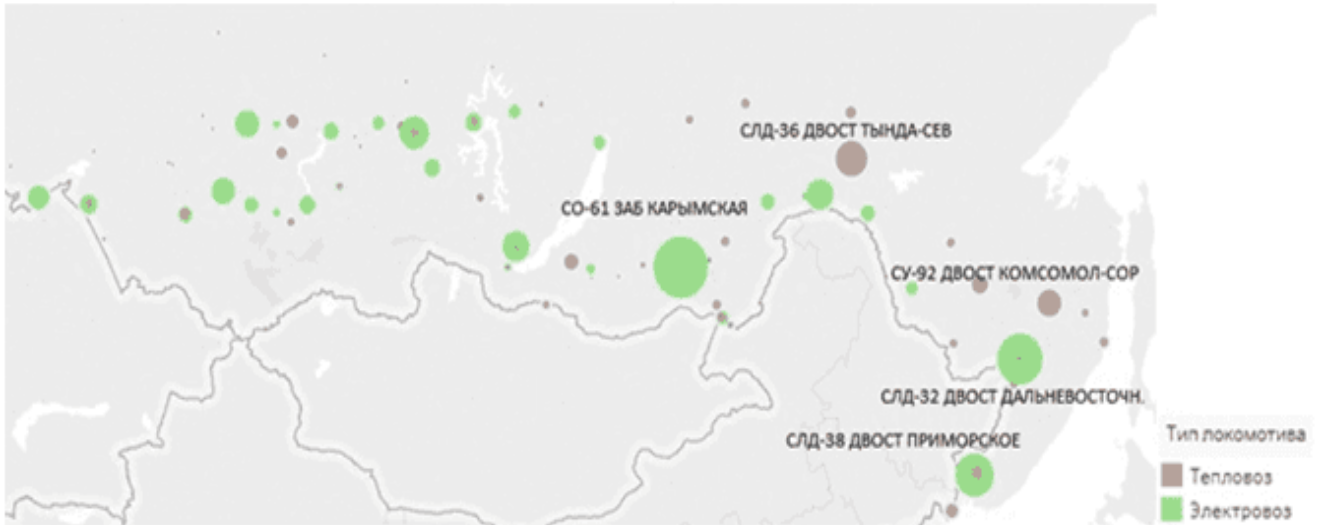 СЛД-36 ДВОСТ ТЫНДА-СЕВ
СО-61 ЗАБ КАРЫМСКАЯ
СУ-92 ДВОСТ КОМСОМОЛ-СОР
СЛД-32 ДВОСТ ДАЛЬНЕВОСТОЧН.
СЛД-38 ДВОСТ ПРИМОРСКОЕ
Тип локомотива
Тепловоз
Электровоз